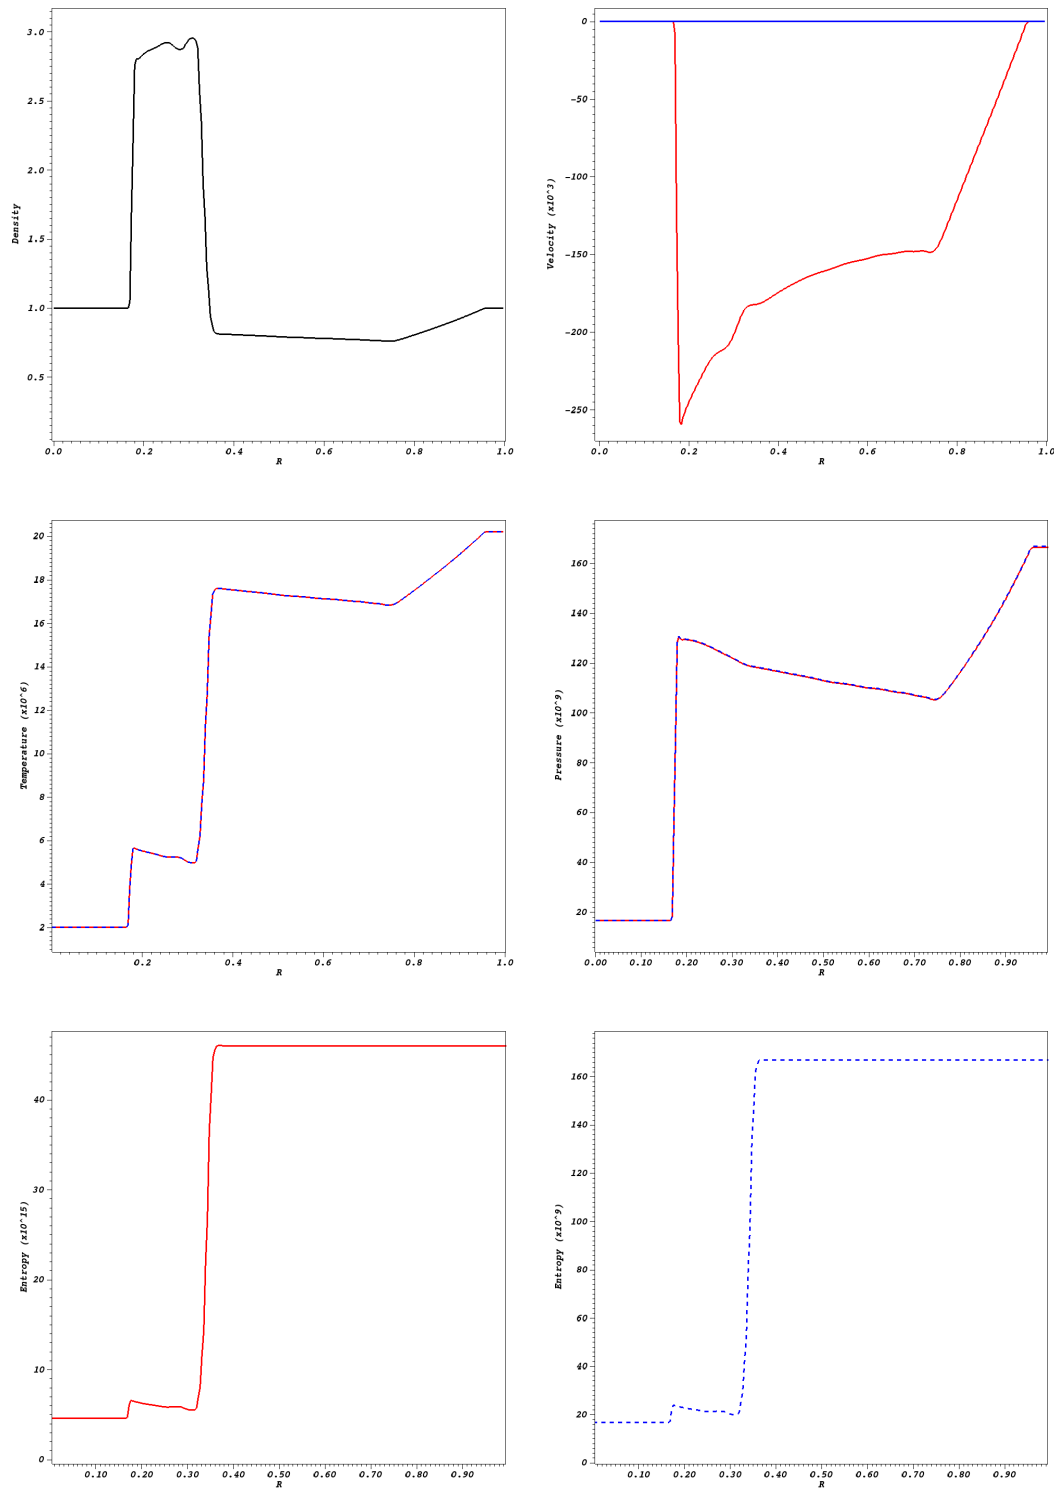 3.0
2.5
2.0
1.5
1.0
0.5
Density
0.0 0.2 0.4 0.6 0.8 1.0
R
0
-50
-100
-150
-200
-250
Velocity (x10^3)
0.0 0.2 0.4 0.6 0.8 1.0
R
20
18
16
14
12
10
8
6
4
2
Temperature (x10^6)
0.2 0.4 0.6 0.8 1.0
R
160
140
120
100
80
60
40
20
Pressure (x10^9)
0.00 0.10 0.20 0.30 0.40 0.50 0.60 0.70 0.80 0.90
R
40
30
20
10
0
Entropy (x10^15)
0.10 0.20 0.30 0.40 0.50 0.60 0.70 0.80 0.90
R
160
140
120
100
80
60
40
20
0
Entropy (x10^9)
0.10 0.20 0.30 0.40 0.50 0.60 0.70 0.80 0.90
R